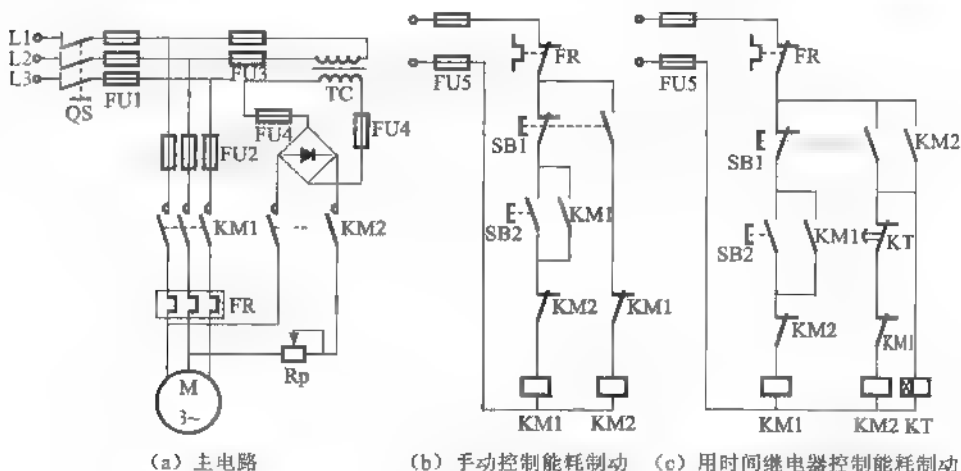 L1
L2
L3
QS
FU1
FU3
TC
FU4
FU4
FU2
KM1
KM2
FR
Rp
M
3~
(a) 主电路
FU5
FR
SB1
SB2
KM1
KM2
KM1
KM1
KM2
(b) 手动控制能耗制动
FU5
FR
SB1
KM2
SB2
KM1
KT
KM2
KM1
KM1
KM2
KT
(c) 用时间继电器控制能耗制动